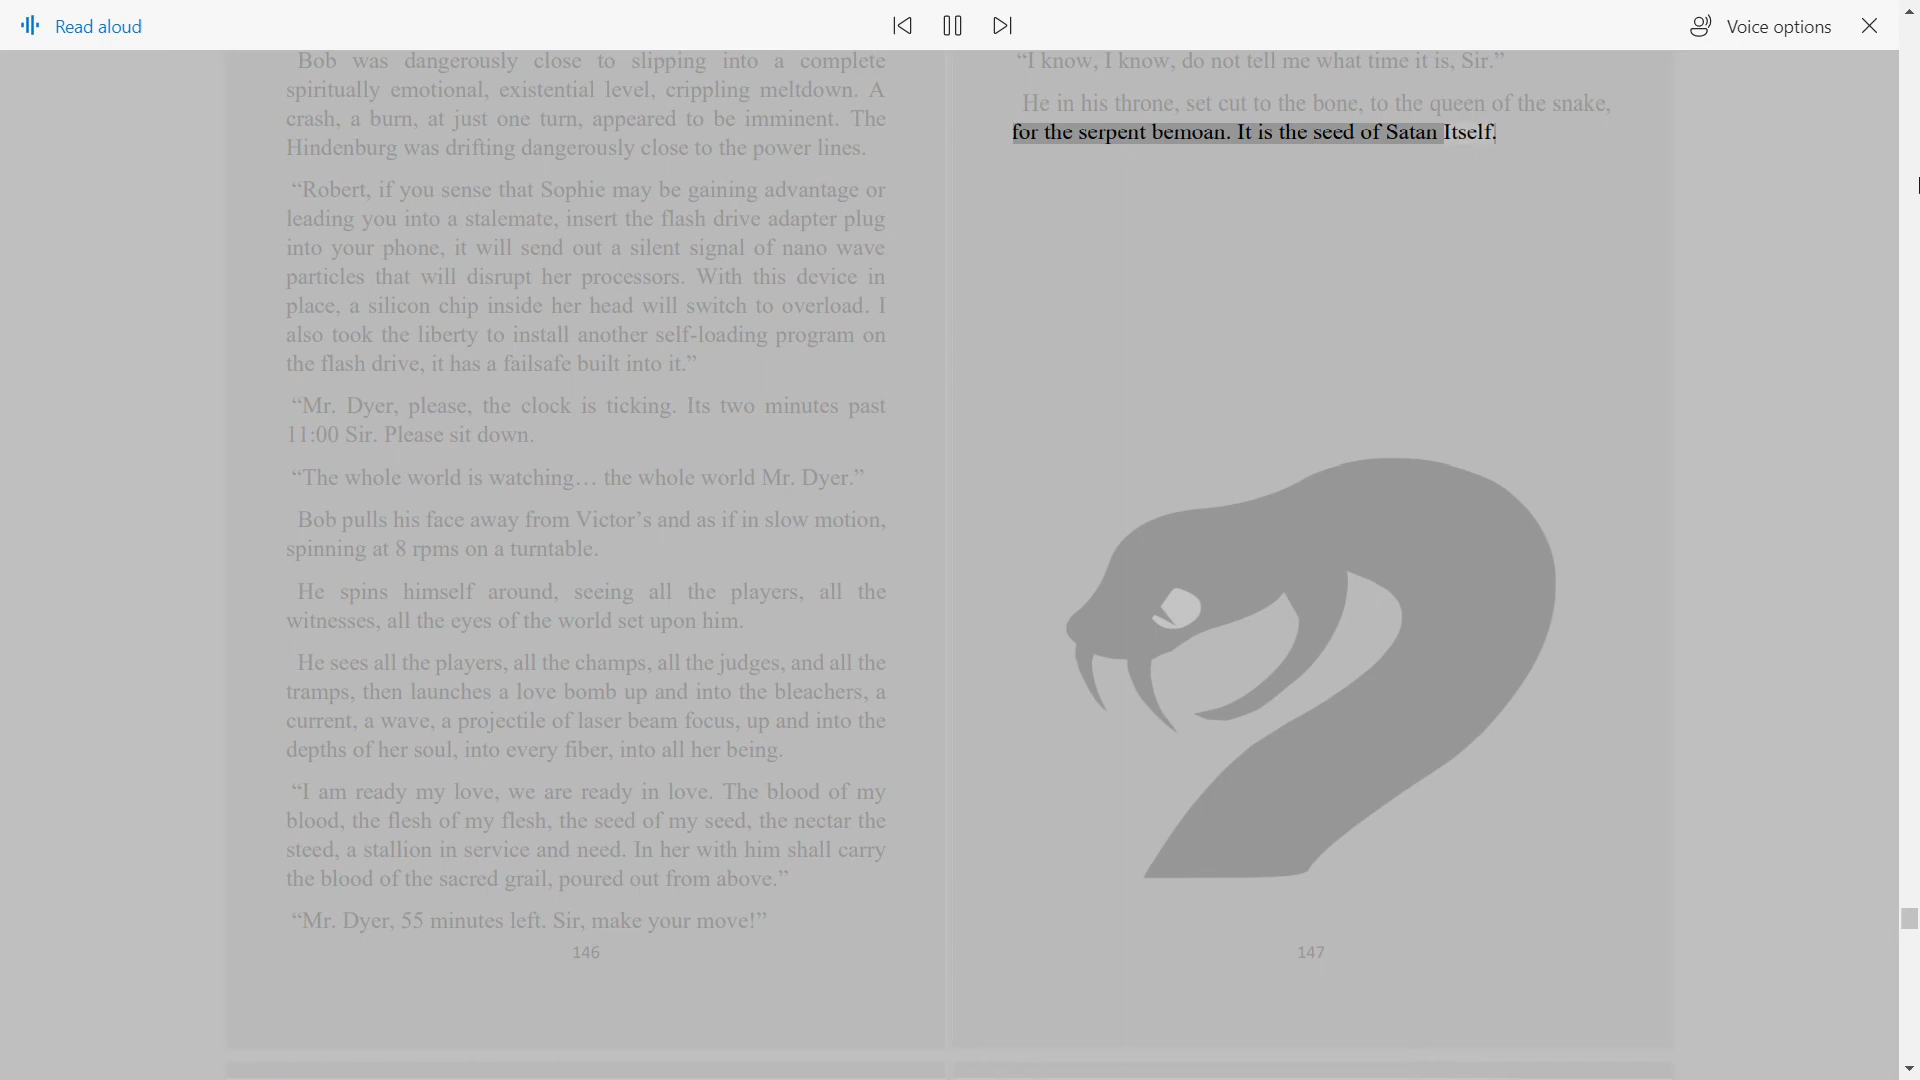 Read aloud
Voice options
Bob was dangerously close to slipping into a complete
spiritually emotional, existential level, crippling meltdown. A
crash, a burn, at just one turn, appeared to be imminent. The
Hindenburg was drifting dangerously close to the power lines.
“Robert, if you sense that Sophie may be gaining advantage or
leading you into a stalemate, insert the flash drive adapter plug
into your phone, it will send out a silent signal of nano wave
particles that will disrupt her processors. With this device in
place, a silicon chip inside her head will switch to overload. I
also took the liberty to install another self-loading program on
the flash drive, it has a failsafe built into it.”
“Mr. Dyer, please, the clock is ticking. Its two minutes past
11:00 Sir. Please sit down.
“The whole world is watching… the whole world Mr. Dyer.”
Bob pulls his face away from Victor’s and as if in slow motion,
spinning at 8 rpms on a turntable.
He spins himself around, seeing all the players, all the
witnesses, all the eyes of the world set upon him.
He sees all the players, all the champs, all the judges, and all the
tramps, then launches a love bomb up and into the bleachers, a
current, a wave, a projectile of laser beam focus, up and into the
depths of her soul, into every fiber, into all her being.
“I am ready my love, we are ready in love. The blood of my
blood, the flesh of my flesh, the seed of my seed, the nectar the
steed, a stallion in service and need. In her with him shall carry
the blood of the sacred grail, poured out from above.”
“Mr. Dyer, 55 minutes left. Sir, make your move!”
146
“I know, I know, do not tell me what time it is, Sir.”
He in his throne, set cut to the bone, to the queen of the snake,
for the serpent bemoan. It is the seed of Satan Itself.
147